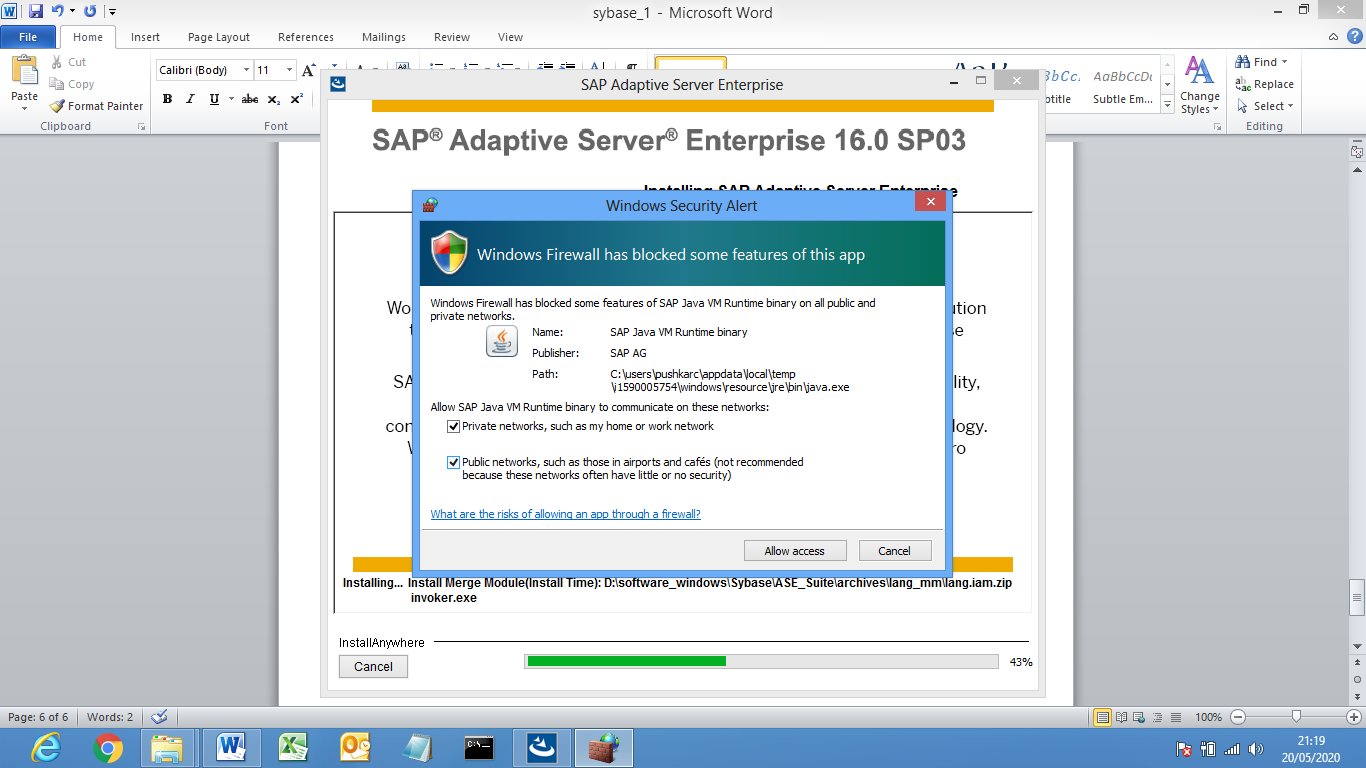 sybase_1 - Microsoft Word
File
Home
Insert
Page Layout
References
Mailings
Review
View
Paste
Cut
Copy
Format Painter
Clipboard
Calibri (Body)
11
B I U abc x₂ x²
Font
AaBbCcDc
Subtle Em...
Change
Styles
Find
Replace
Select
Editing
SAP Adaptive Server Enterprise
SAP® Adaptive Server® Enterprise 16.0 SP03
Installing SAP Adaptive Server Enterprise
Windows Security Alert
Windows Firewall has blocked some features of this app
Windows Firewall has blocked some features of SAP Java VM Runtime binary on all public and
private networks.
Name: SAP Java VM Runtime binary
Publisher: SAP AG
Path: C:\users\pushkarc\appdata\local\temp
\i1590005754\windows\resource\jre\bin\java.exe
Allow SAP Java VM Runtime binary to communicate on these networks:
Private networks, such as my home or work network
Public networks, such as those in airports and cafés (not recommended
because these networks often have little or no security)
What are the risks of allowing an app through a firewall?
Allow access
Cancel
Installing... Install Merge Module(Install Time): D:\software_windows\Sybase\ASE_Suite\archives\lang_mm\lang.iam.zip
invoker.exe
InstallAnywhere
Cancel
43%
Page: 6 of 6
Words: 2
100%
21:19
20/05/2020